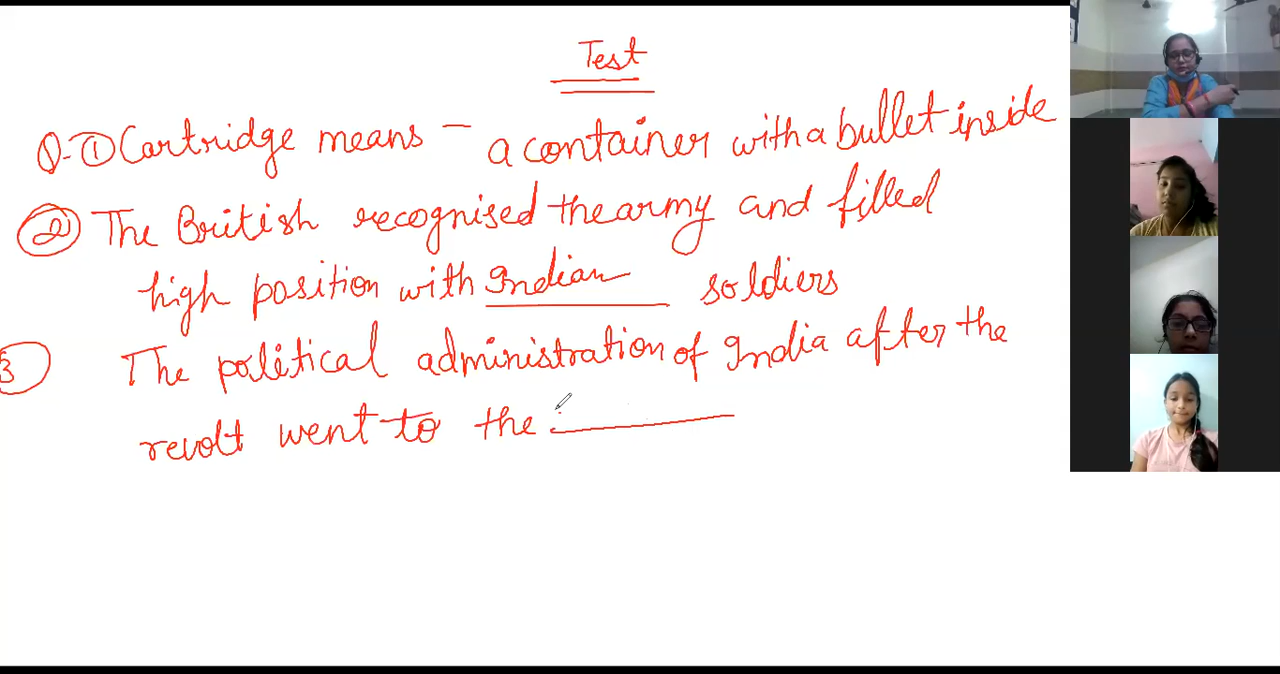 Test
Q.① Cartridge means – a container with a bullet inside
② The British recognised the army and filled
high position with Indian soldiers
③ The political administration of India after the
revolt went to the